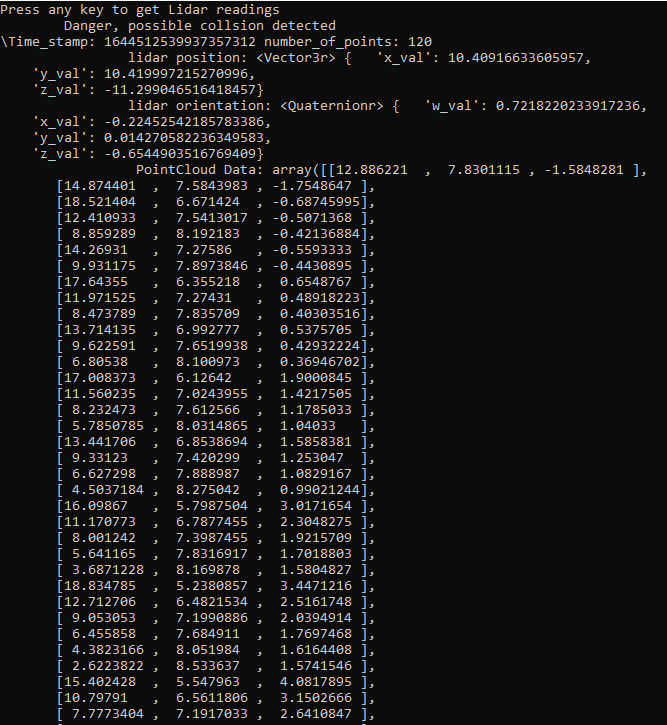 Press any key to get Lidar readings
        Danger, possible collsion detected
\Time_stamp: 1644512539937357312 number_of_points: 120
                lidar position: <Vector3r> {   'x_val': 10.40916633605957,
    'y_val': 10.419997215270996,
    'z_val': -11.299046516418457}
                lidar orientation: <Quaternionr> {   'w_val': 0.7218220233917236,
    'x_val': -0.22452542185783386,
    'y_val': 0.014270582236349583,
    'z_val': -0.6544903516769409}
                 PointCloud Data: array([[12.886221  ,  7.8301115 , -1.5848281 ],
       [14.874401  ,  7.5843983 , -1.7548647 ],
       [18.521404  ,  6.671424  , -0.68745995],
       [12.410933  ,  7.5413017 , -0.5071368 ],
       [ 8.859289  ,  8.192183  , -0.42136884],
       [14.26931   ,  7.27586   , -0.5593333 ],
       [ 9.931175  ,  7.8973846 , -0.4430895 ],
       [17.64355   ,  6.355218  ,  0.6548767 ],
       [11.971525  ,  7.27431   ,  0.48918223],
       [ 8.473789  ,  7.835709  ,  0.40303516],
       [13.714135  ,  6.992777  ,  0.5375705 ],
       [ 9.622591  ,  7.6519938 ,  0.42932224],
       [ 6.80538   ,  8.100973  ,  0.36946702],
       [17.008373  ,  6.12642   ,  1.9000845 ],
       [11.560235  ,  7.0243955 ,  1.4217505 ],
       [ 8.232473  ,  7.612566  ,  1.1785033 ],
       [ 5.7850785 ,  8.0314865 ,  1.04033   ],
       [13.441706  ,  6.8538694 ,  1.5858381 ],
       [ 9.33123   ,  7.420299  ,  1.253047  ],
       [ 6.627298  ,  7.888987  ,  1.0829167 ],
       [ 4.5037184 ,  8.275042  ,  0.99021244],
       [16.09867   ,  5.7987504 ,  3.0171654 ],
       [11.170773  ,  6.7877455 ,  2.3048275 ],
       [ 8.001242  ,  7.3987455 ,  1.9215709 ],
       [ 5.641165  ,  7.8316917 ,  1.7018803 ],
       [ 3.6871228 ,  8.169878  ,  1.5804827 ],
       [18.834785  ,  5.2380857 ,  3.4471216 ],
       [12.712706  ,  6.4821534 ,  2.5161748 ],
       [ 9.053053  ,  7.1990886 ,  2.0394914 ],
       [ 6.455858  ,  7.684911  ,  1.7697468 ],
       [ 4.3823166 ,  8.051984  ,  1.6164408 ],
       [ 2.6223822 ,  8.533637  ,  1.5741546 ],
       [15.402428  ,  5.547963  ,  4.0817895 ],
       [10.79791   ,  6.5611806 ,  3.1502666 ],
       [ 7.7773404 ,  7.1917033 ,  2.6410847 ],